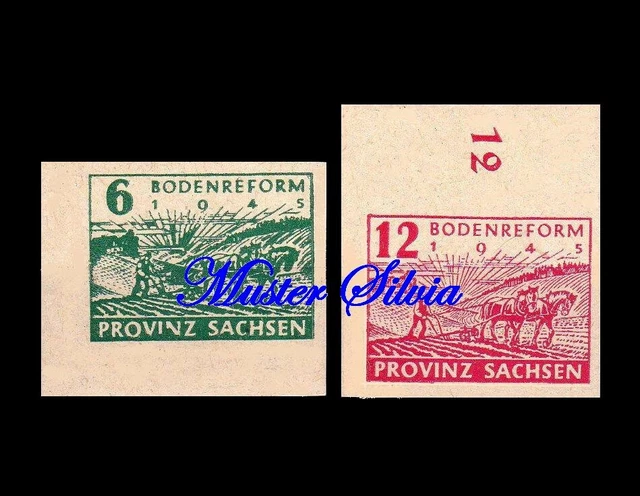 6 BODENREFORM
1 9 4 5
PROVINZ SACHSEN
12
12 BODENREFORM
1 9 4 5
PROVINZ SACHSEN
Muster Silvia